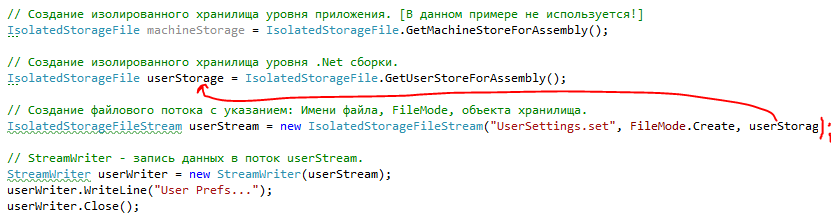 // Создание изолированного хранилища уровня приложения. [В данном примере не используется!]
IsolatedStorageFile machineStorage = IsolatedStorageFile.GetMachineStoreForAssembly();
// Создание изолированного хранилища уровня .Net сборки.
IsolatedStorageFile userStorage = IsolatedStorageFile.GetUserStoreForAssembly();
// Создание файлового потока с указанием: Имени файла, FileMode, объекта хранилища.
IsolatedStorageFileStream userStream = new IsolatedStorageFileStream("UserSettings.set", FileMode.Create, userStorag);
// StreamWriter - запись данных в поток userStream.
StreamWriter userWriter = new StreamWriter(userStream);
userWriter.WriteLine("User Prefs...");
userWriter.Close();